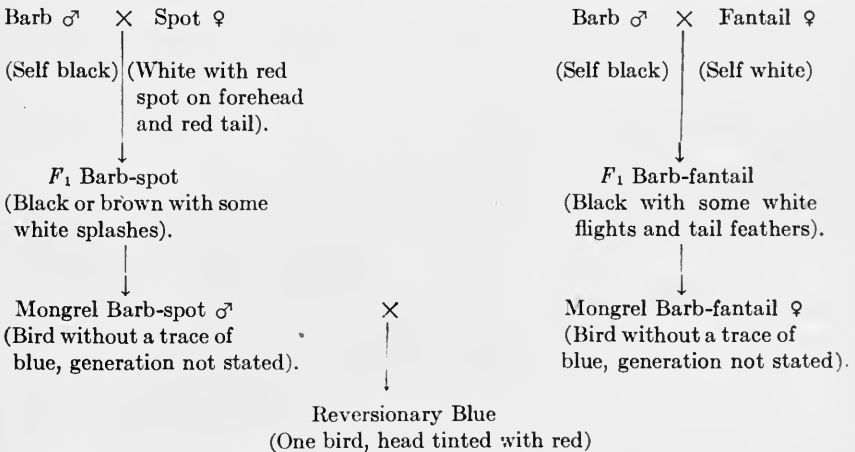 Barb ♂ × Spot ♀
(Self black) (White with red
spot on forehead
and red tail).
F₁ Barb-spot
(Black or brown with some
white splashes).
Mongrel Barb-spot ♂
(Bird without a trace of
blue, generation not stated).
×
Barb ♂ × Fantail ♀
(Self black) (Self white)
F₁ Barb-fantail
(Black with some white
flights and tail feathers).
Mongrel Barb-fantail ♀
(Bird without a trace of
blue, generation not stated).
Reversionary Blue
(One bird, head tinted with red)